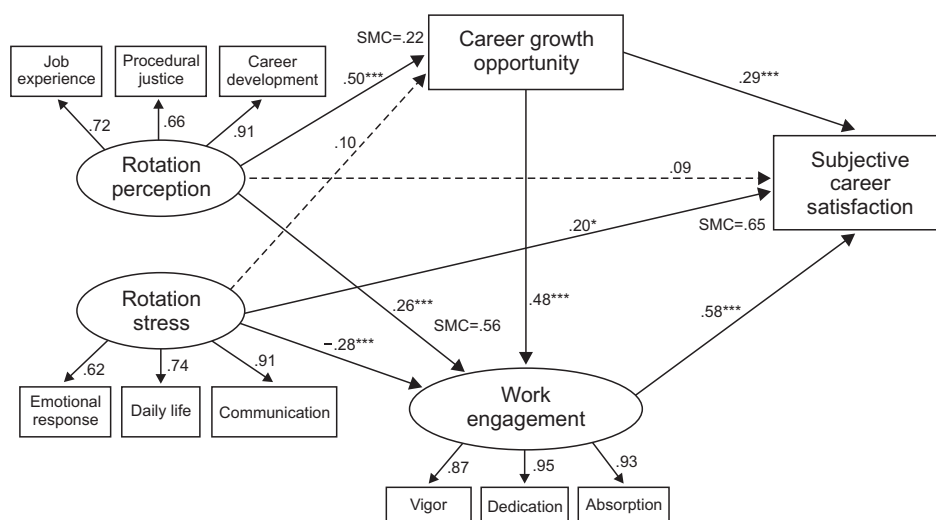 SMC=.22
Career growth
opportunity
Job
experience
Procedural
justice
Career
development
.50***
.29***
.72
.66
.91
.10
Rotation
perception
.09
Subjective
career
satisfaction
.20*
SMC=.65
Rotation
stress
.26***
.48***
.58***
SMC=.56
–.28***
.62
.74
.91
Emotional
response
Daily life
Communication
Work
engagement
.87
.95
.93
Vigor
Dedication
Absorption